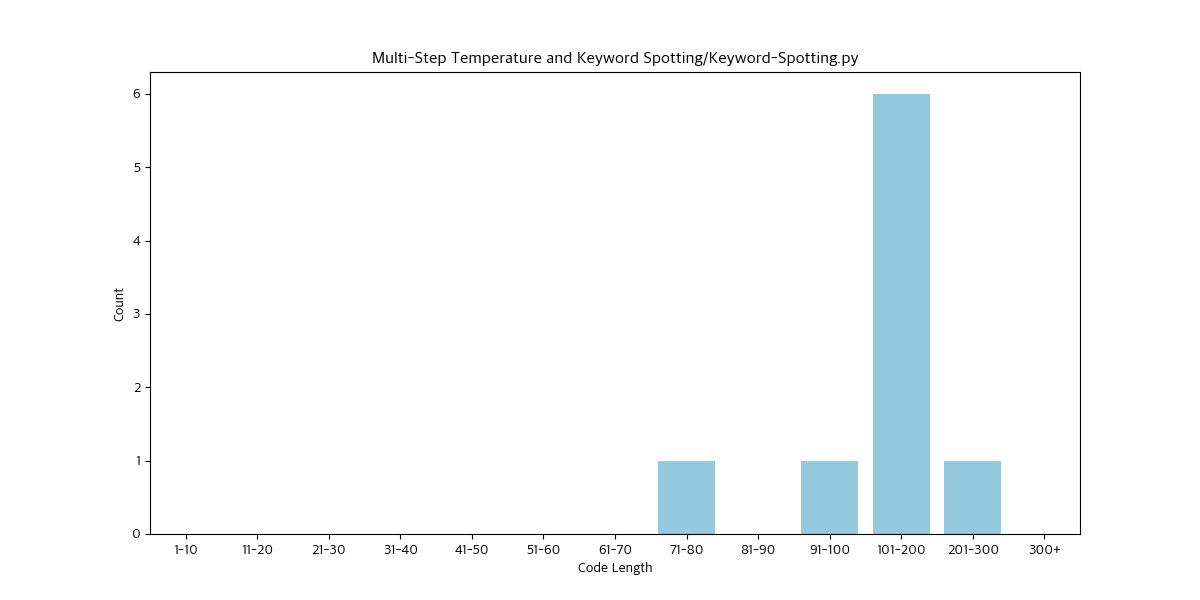 Multi-Step Temperature and Keyword Spotting/Keyword-Spotting.py
6
5
4
3
2
1
0
Count
1-10 11-20 21-30 31-40 41-50 51-60 61-70 71-80 81-90 91-100 101-200 201-300 300+
Code Length